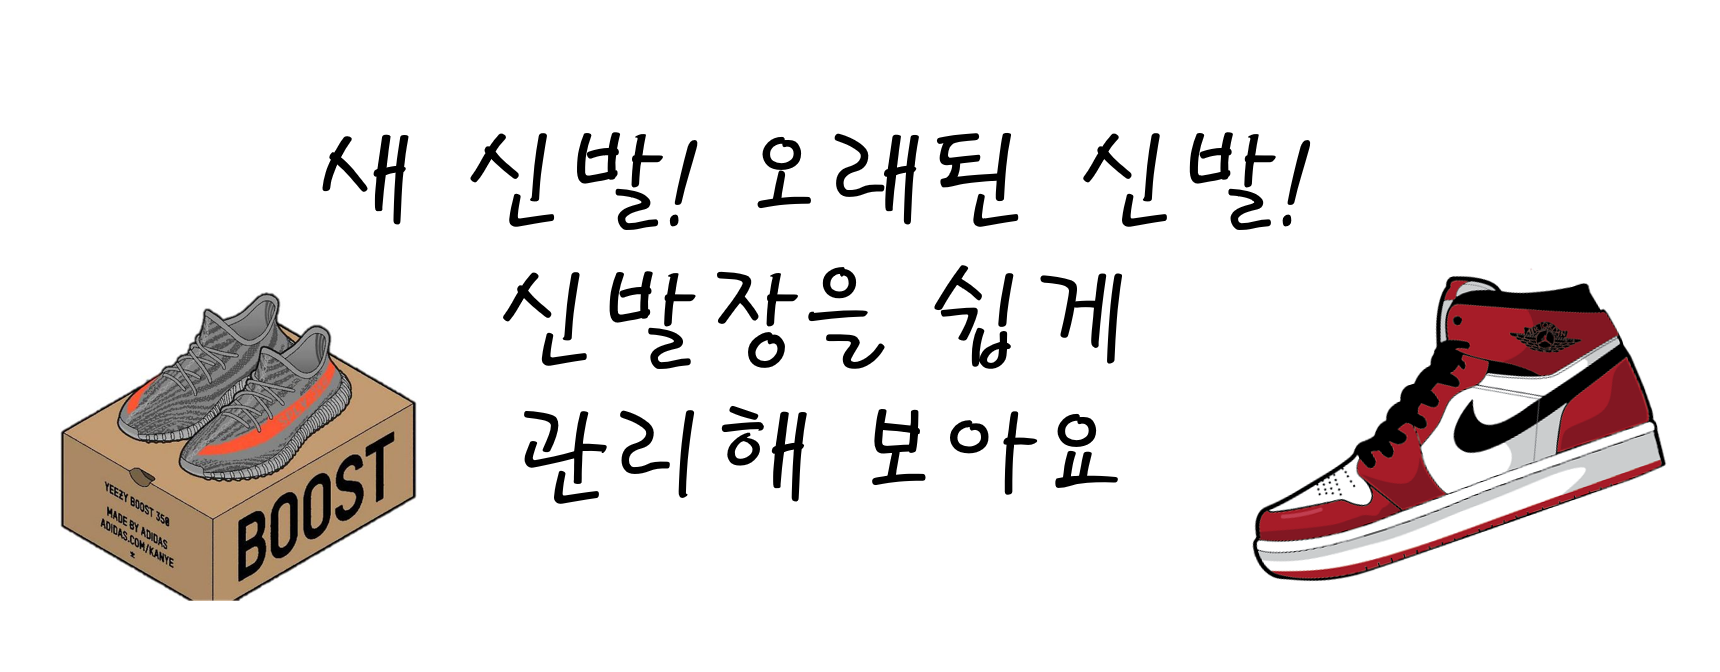 새 신발! 오래된 신발!
신발장을 쉽게
관리해 보아요
YEEZY BOOST 350
MADE BY ADIDAS
ADIDAS.COM/KANYE
BOOST